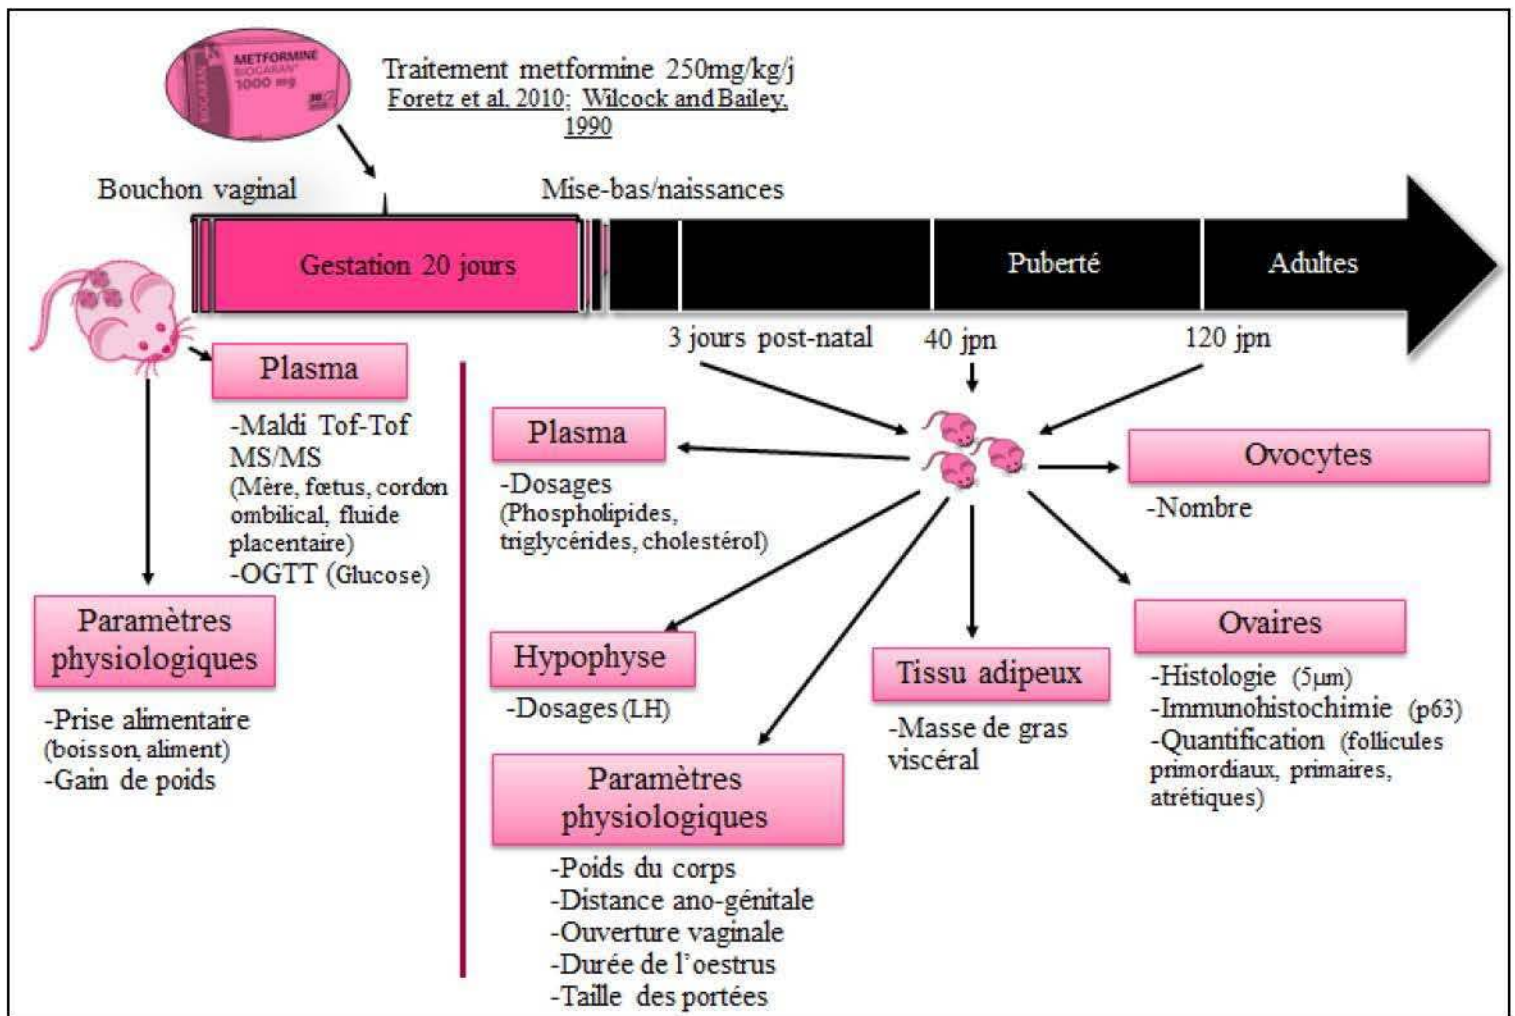 METFORMINE
BIOGARAN
1000 mg
BIOGARAN
30
Traitement metformine 250mg/kg/j
Foretz et al, 2010; Wilcock and Bailey,
1990
Bouchon vaginal
Mise-bas/naissances
Gestation 20 jours
Puberté
Adultes
3 jours post-natal
40 jpn
120 jpn
Plasma
-Maldi Tof-Tof
MS/MS
(Mère, fœtus, cordon
ombilical, fluide
placentaire)
-OGTT (Glucose)
Paramètres
physiologiques
-Prise alimentaire
(boisson, aliment)
-Gain de poids
Plasma
-Dosages
(Phospholipides,
triglycérides, cholestérol)
Ovocytes
-Nombre
Hypophyse
-Dosages (LH)
Paramètres
physiologiques
-Poids du corps
-Distance ano-génitale
-Ouverture vaginale
-Durée de l'oestrus
-Taille des portées
Tissu adipeux
-Masse de gras
viscéral
Ovaires
-Histologie (5µm)
-Immunohistochimie (p63)
-Quantification (follicules
primordiaux, primaires,
atrétiques)